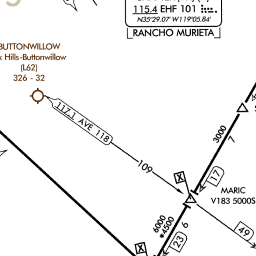 115.4 EHF 101
N35°29.07 W119°05.84'
RANCHO MURIETA
BUTTONWILLOW
k Hills-Buttonwillow
(L62)
326 - 32
117.1 AVE 118
109
3000
7
17
MARIC
V183 5000S
49
6000
*4500
6
23